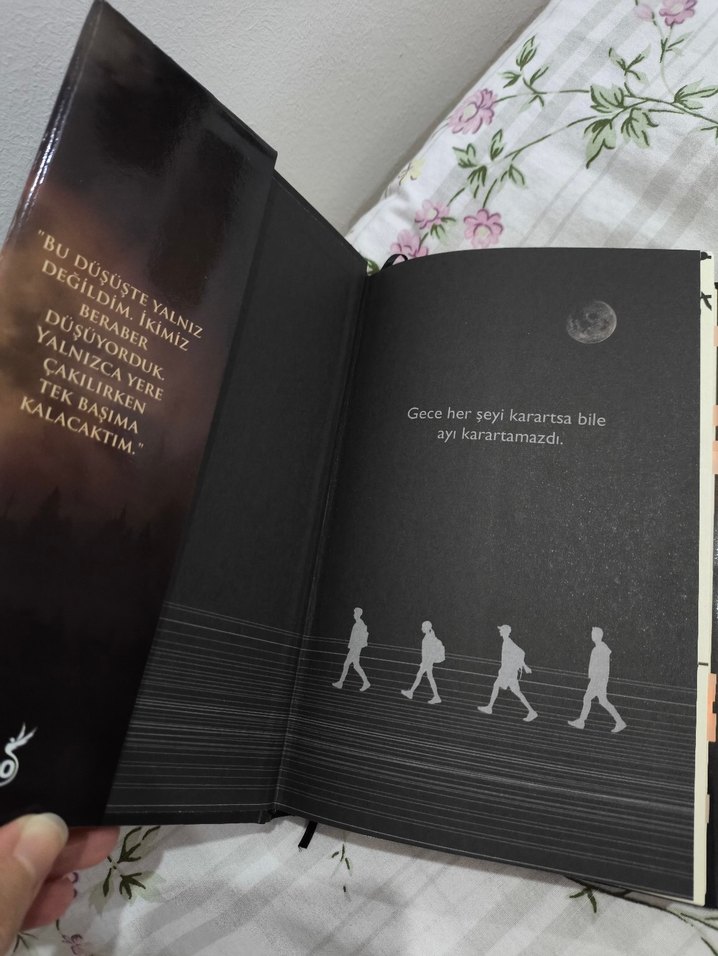 "BU DÜŞÜŞTE YALNIZ
DEĞİLDİM. İKİMİZ
BERABER
DÜŞÜYORDUK.
YALNIZCA YERE
ÇAKILIRKEN
TEK BAŞIMA
KALACAKTIM."
Gece her şeyi karartsa bile
ayı karartamazdı.